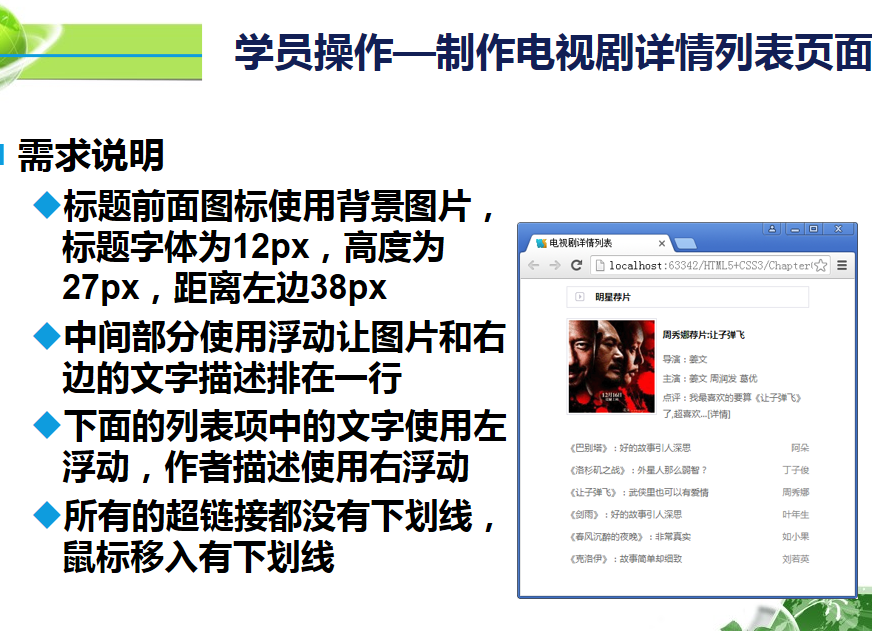 学员操作—制作电视剧详情列表页面
需求说明
标题前面图标使用背景图片，
标题字体为12px，高度为
27px，距离左边38px
中间部分使用浮动让图片和右
边的文字描述排在一行
下面的列表项中的文字使用左
浮动，作者描述使用右浮动
所有的超链接都没有下划线，
鼠标移入有下划线
电视剧详情列表
localhost:63342/HTML5+CSS3/Chapter
明星荐片
周秀娜荐片:让子弹飞
导演：姜文
主演：姜文 周润发 葛优
点评：我最喜欢的要算《让子弹飞》
了,超喜欢...[详情]
12月16日
《巴别塔》：好的故事引人深思 阿朵
《洛杉矶之战》：外星人那么弱智？ 丁子俊
《让子弹飞》：武侠里也可以有爱情 周秀娜
《剑雨》：好的故事引人深思 叶年生
《春风沉醉的夜晚》：非常真实 如小果
《克洛伊》：故事简单却细致 刘若英